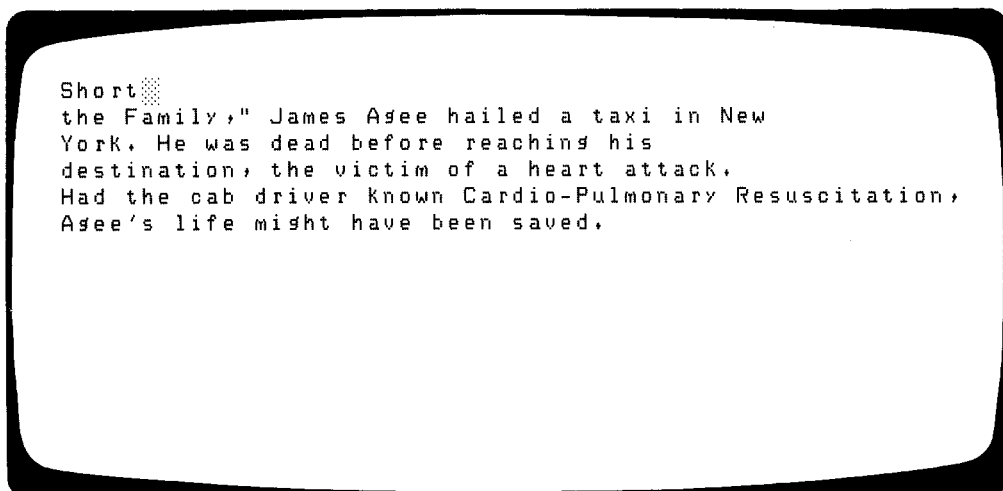 Short
the Family," James Agee hailed a taxi in New
York. He was dead before reaching his
destination, the victim of a heart attack.
Had the cab driver known Cardio-Pulmonary Resuscitation,
Agee's life might have been saved.